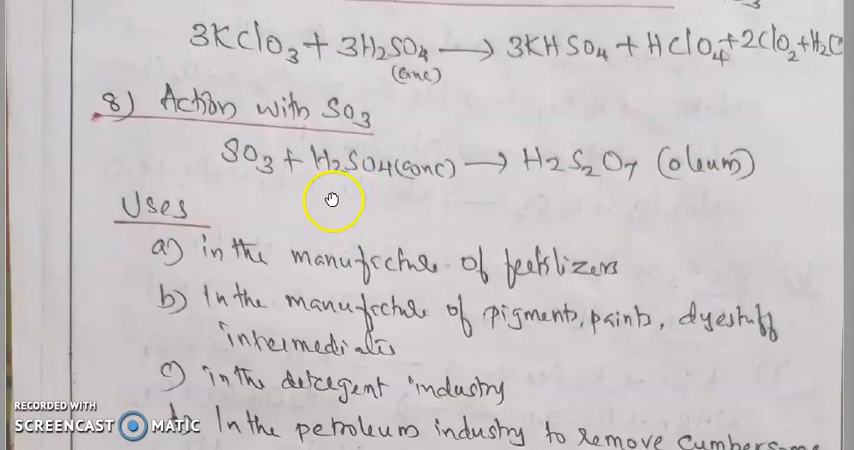 3KClO3 + 3H2SO4 → 3KHSO4 + HClO4 + 2ClO2 + H2O
(conc)
8) Action with SO3
SO3 + H2SO4 (conc) → H2S2O7 (oleum)
Uses
a) in the manufacture of fertilizers
b) In the manufacture of pigments, paints, dyestuff
intermediates
c) in the detergent industry
In the petroleum industry to remove cumbersome
RECORDED WITH
SCREENCAST MATIC